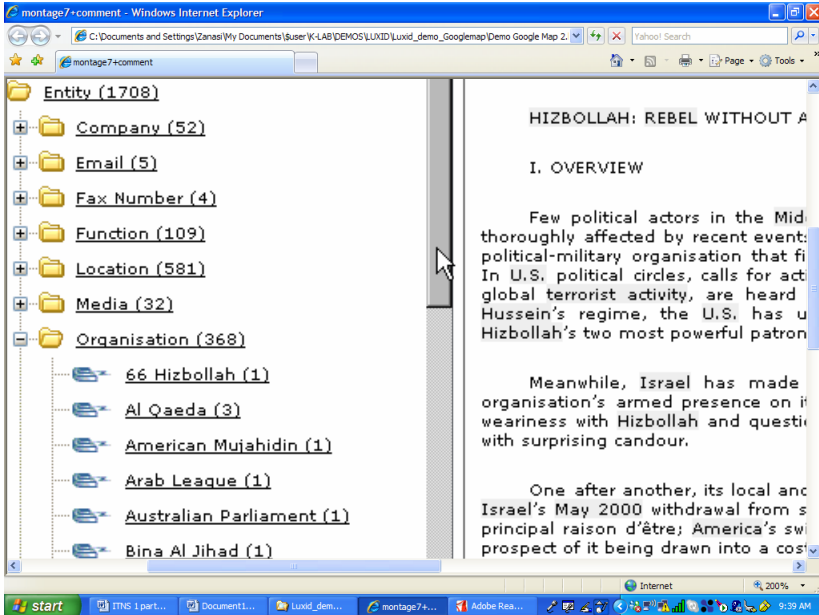 montage7+comment - Windows Internet Explorer
C:\Documents and Settings\Zanasi\My Documents\$user\K-LAB\DEMOS\LUXID\Luxid_demo_Googlemap\Demo Google Map 2.
Yahoo! Search
montage7+comment
Page
Tools
Entity (1708)
Company (52)
Email (5)
Fax Number (4)
Function (109)
Location (581)
Media (32)
Organisation (368)
66 Hizbollah (1)
Al Qaeda (3)
American Mujahidin (1)
Arab League (1)
Australian Parliament (1)
Bina Al Jihad (1)
HIZBOLLAH: REBEL WITHOUT A
I. OVERVIEW
Few political actors in the Mid
thoroughly affected by recent events
political-military organisation that fi
In U.S. political circles, calls for acti
global terrorist activity, are heard
Hussein's regime, the U.S. has u
Hizbollah's two most powerful patron
Meanwhile, Israel has made
organisation's armed presence on it
weariness with Hizbollah and questio
with surprising candour.
One after another, its local and
Israel's May 2000 withdrawal from s
principal raison d'être; America's swi
prospect of it being drawn into a cost
Internet
200%
start
ITNS 1 part...
Document1...
Luxid_dem...
montage7+...
Adobe Rea...
9:39 AM